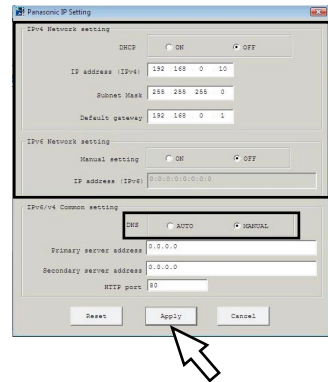 Panasonic IP Setting
IPv4 Network setting
DHCP ON OFF
IP address (IPv4) 192 168 0 10
Subnet Mask 255 255 255 0
Default gateway 192 168 0 1
IPv6 Network setting
Manual setting ON OFF
IP address (IPv6) 0:0:0:0:0:0:0:0
IPv6/v4 Common setting
DNS AUTO MANUAL
Primary server address 0.0.0.0
Secondary server address 0.0.0.0
HTTP port 80
Reset Apply Cancel